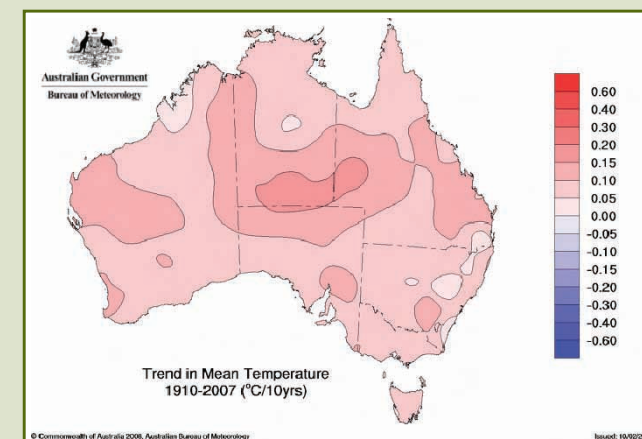 Australian Government
Bureau of Meteorology
0.60
0.40
0.30
0.20
0.15
0.10
0.05
0.00
-0.05
-0.10
-0.15
-0.20
-0.30
-0.40
-0.60
Trend in Mean Temperature
1910-2007 (°C/10yrs)
© Commonwealth of Australia 2008, Australian Bureau of Meteorology
Issued: